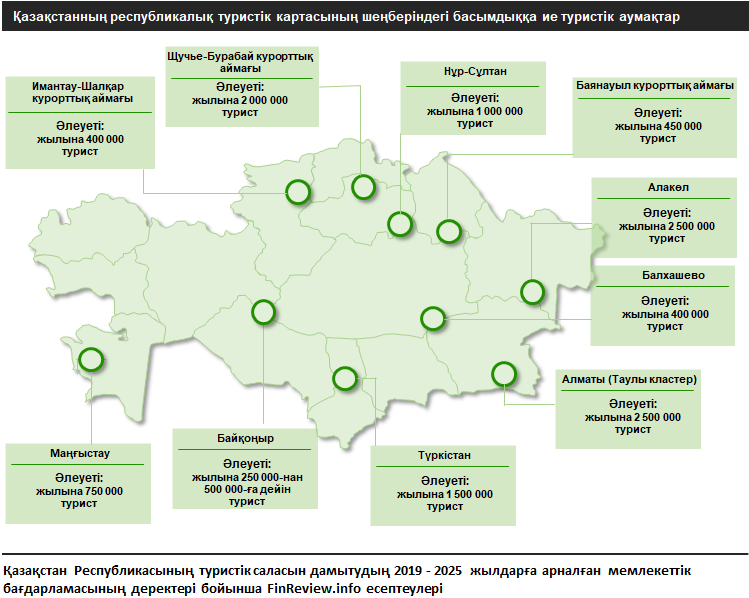 Қазақстанның республикалық туристік картасының шеңберіндегі басымдыққа ие туристік аумақтар
Щучье-Бурабай курорттық
аймағы
Әлеуеті:
жылына 2 000 000
турист
Имантау-Шалқар
курорттық аймағы
Әлеуеті:
жылына 400 000
турист
Нұр-Сұлтан
Әлеуеті:
жылына 1 000 000
турист
Баянауыл курорттық аймағы
Әлеуеті:
жылына 450 000
турист
Алакөл
Әлеуеті:
жылына 2 500 000
турист
Балхашево
Әлеуеті:
жылына 400 000
турист
Алматы (Таулы кластер)
Әлеуеті:
жылына 2 500 000
турист
Маңғыстау
Әлеуеті:
жылына 750 000
турист
Байқоңыр
Әлеуеті:
жылына 250 000-нан
500 000-ға дейін
турист
Түркістан
Әлеуеті:
жылына 1 500 000
турист
Қазақстан Республикасының туристік саласын дамытудың 2019 - 2025 жылдарға арналған мемлекеттік
бағдарламасының деректері бойынша FinReview.info есептеулері